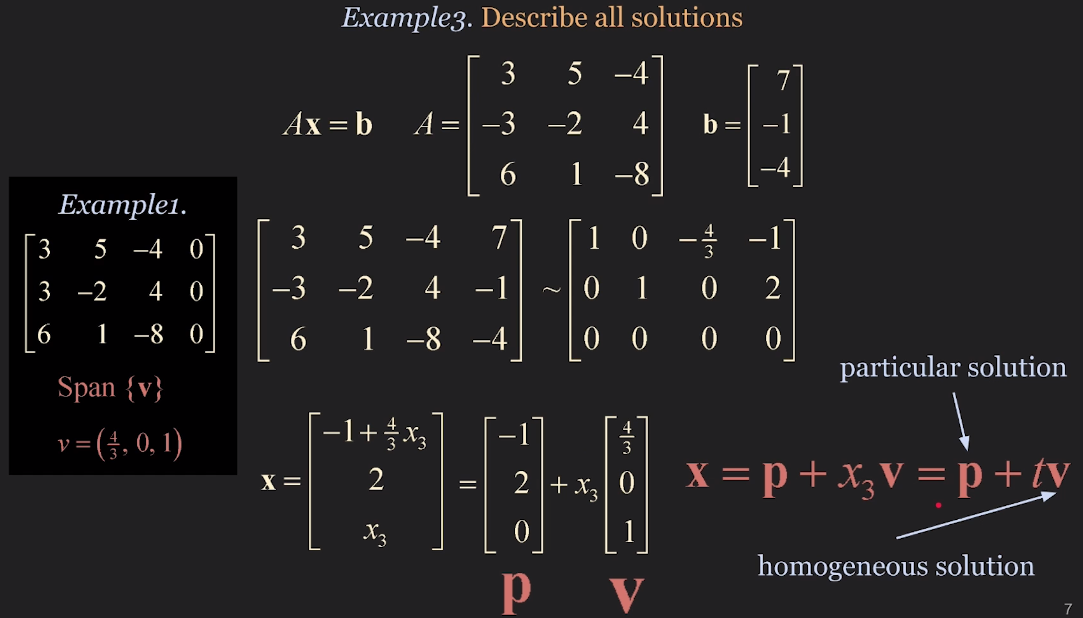 Example3. Describe all solutions
Ax = b  A = [3 5 −4; −3 −2 4; 6 1 −8]  b = [7; −1; −4]
Example1.
[3 5 −4 0; 3 −2 4 0; 6 1 −8 0]
Span {v}
v = (4/3, 0, 1)
[3 5 −4 7; −3 −2 4 −1; 6 1 −8 −4] ~ [1 0 −4/3 −1; 0 1 0 2; 0 0 0 0]
x = [−1 + 4/3 x₃; 2; x₃] = [−1; 2; 0] + x₃ [4/3; 0; 1]
p v
particular solution
x = p + x₃v = p + tv
homogeneous solution
7